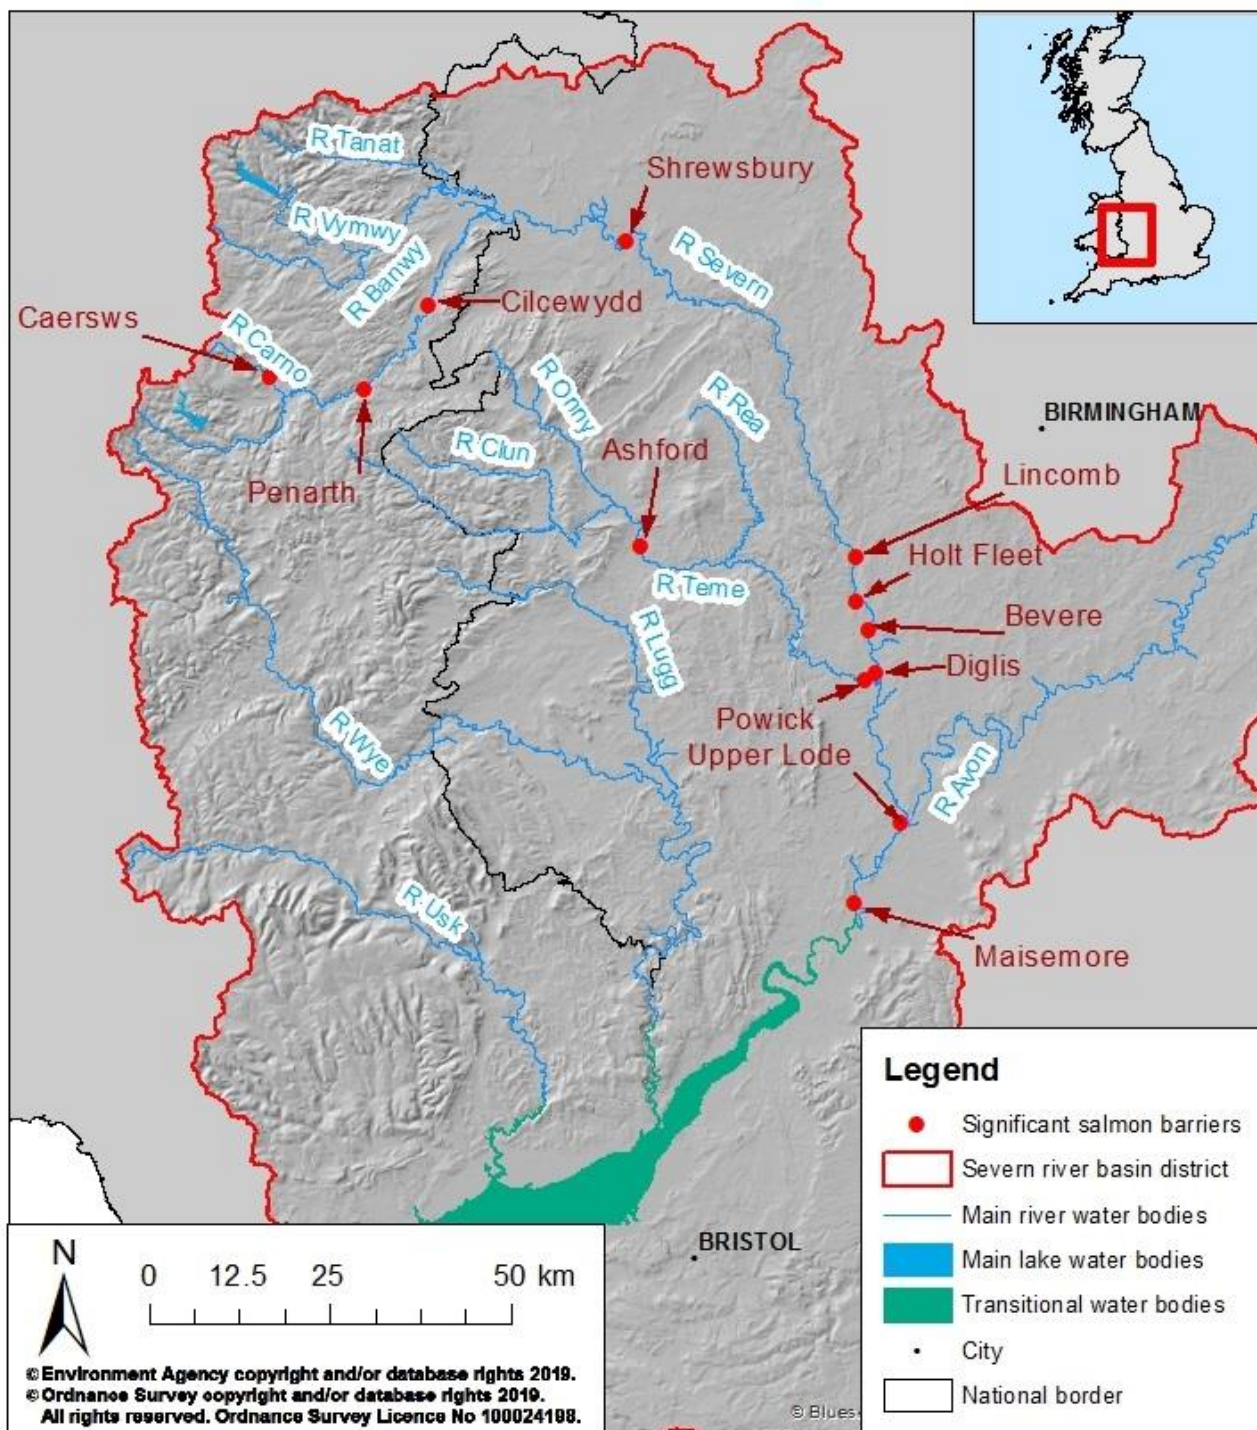 R Tanat
Shrewsbury
R Vymwy
R Severn
R Banwy
Cilcewydd
Caersws
R Carno
R Onny
R Rea
BIRMINGHAM
R Clun
Ashford
Lincomb
Penarth
Holt Fleet
R Teme
Bevere
R Lugg
Diglis
Powick
R Wye
Upper Lode
R Avon
R Usk
Maisemore
BRISTOL
Legend
Significant salmon barriers
Severn river basin district
Main river water bodies
Main lake water bodies
Transitional water bodies
City
National border
N
0 12.5 25 50 km
© Environment Agency copyright and/or database rights 2019.
© Ordnance Survey copyright and/or database rights 2019.
All rights reserved. Ordnance Survey Licence No 100024198.